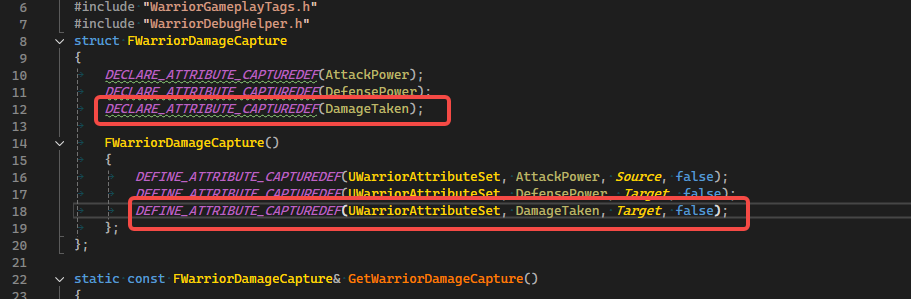 6 #include "WarriorGameplayTags.h"
7 #include "WarriorDebugHelper.h"
8 struct FWarriorDamageCapture
9 {
10 DECLARE_ATTRIBUTE_CAPTUREDEF(AttackPower);
11 DECLARE_ATTRIBUTE_CAPTUREDEF(DefensePower);
12 DECLARE_ATTRIBUTE_CAPTUREDEF(DamageTaken);
13
14 FWarriorDamageCapture()
15 {
16 DEFINE_ATTRIBUTE_CAPTUREDEF(UWarriorAttributeSet, AttackPower, Source, false);
17 DEFINE_ATTRIBUTE_CAPTUREDEF(UWarriorAttributeSet, DefensePower, Target, false);
18 DEFINE_ATTRIBUTE_CAPTUREDEF(UWarriorAttributeSet, DamageTaken, Target, false);
19 };
20 };
21
22 static const FWarriorDamageCapture& GetWarriorDamageCapture()
23 {